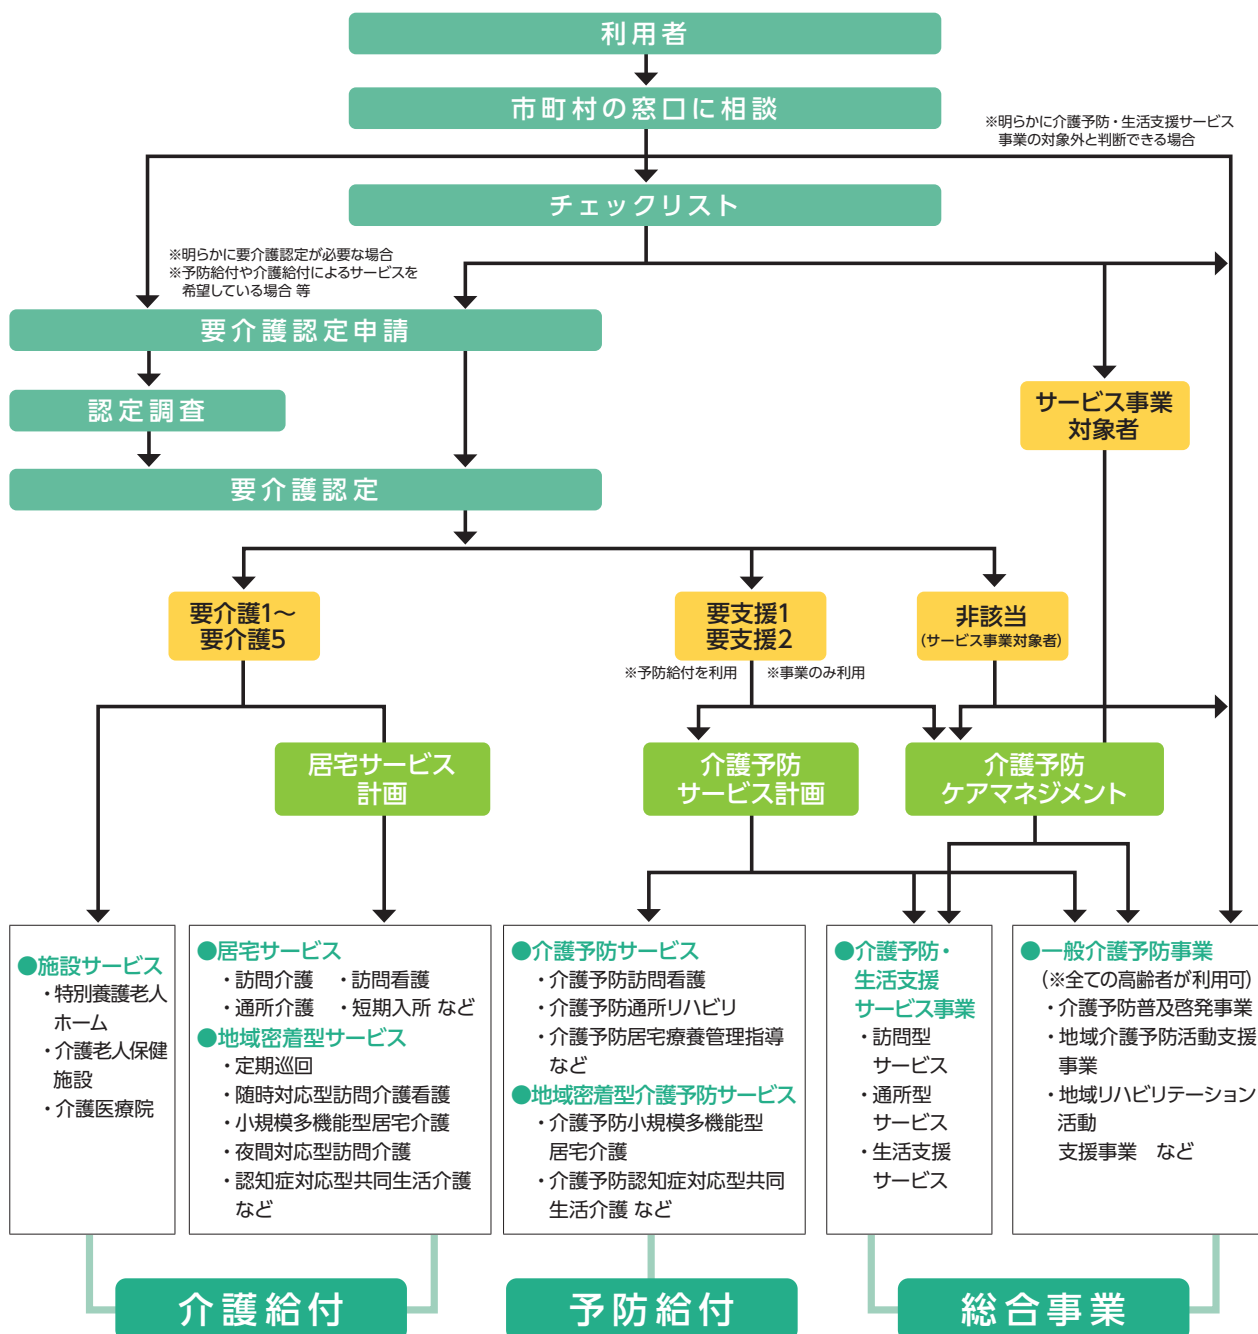 利用者
市町村の窓口に相談
※明らかに介護予防・生活支援サービス
事業の対象外と判断できる場合
チェックリスト
※明らかに要介護認定が必要な場合
※予防給付や介護給付によるサービスを
希望している場合 等
要介護認定申請
認定調査
サービス事業
対象者
要介護認定
要介護1〜
要介護5
要支援1
要支援2
非該当
(サービス事業対象者)
※予防給付を利用
※事業のみ利用
居宅サービス
計画
介護予防
サービス計画
介護予防
ケアマネジメント
●施設サービス
・特別養護老人
ホーム
・介護老人保健
施設
・介護医療院
●居宅サービス
・訪問介護 ・訪問看護
・通所介護 ・短期入所 など
●地域密着型サービス
・定期巡回
・随時対応型訪問介護看護
・小規模多機能型居宅介護
・夜間対応型訪問介護
・認知症対応型共同生活介護
など
●介護予防サービス
・介護予防訪問看護
・介護予防通所リハビリ
・介護予防居宅療養管理指導
など
●地域密着型介護予防サービス
・介護予防小規模多機能型
居宅介護
・介護予防認知症対応型共同
生活介護 など
●介護予防・
生活支援
サービス事業
・訪問型
サービス
・通所型
サービス
・生活支援
サービス
●一般介護予防事業
(※全ての高齢者が利用可)
・介護予防普及啓発事業
・地域介護予防活動支援
事業
・地域リハビリテーション
活動
支援事業 など
介護給付
予防給付
総合事業